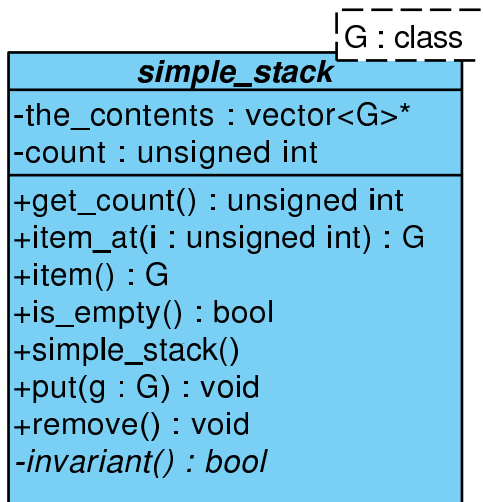 G : class
simple_stack
-the_contents : vector<G>*
-count : unsigned int
+get_count() : unsigned int
+item_at(i : unsigned int) : G
+item() : G
+is_empty() : bool
+simple_stack()
+put(g : G) : void
+remove() : void
-invariant() : bool